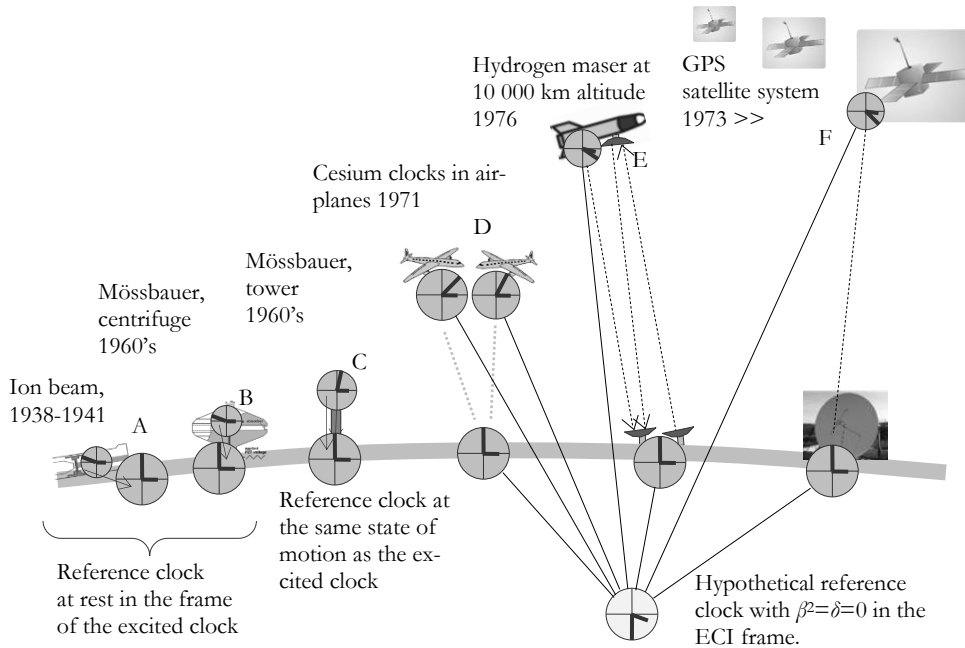 Hydrogen maser at
10 000 km altitude
1976
GPS
satellite system
1973 >>
E
F
Cesium clocks in air-
planes 1971
D
Mössbauer,
tower
1960's
Mössbauer,
centrifuge
1960's
C
Ion beam,
1938-1941
A
B
Reference clock at
the same state of
motion as the ex-
cited clock
Reference clock
at rest in the frame
of the excited clock
Hypothetical reference
clock with β²=δ=0 in the
ECI frame.